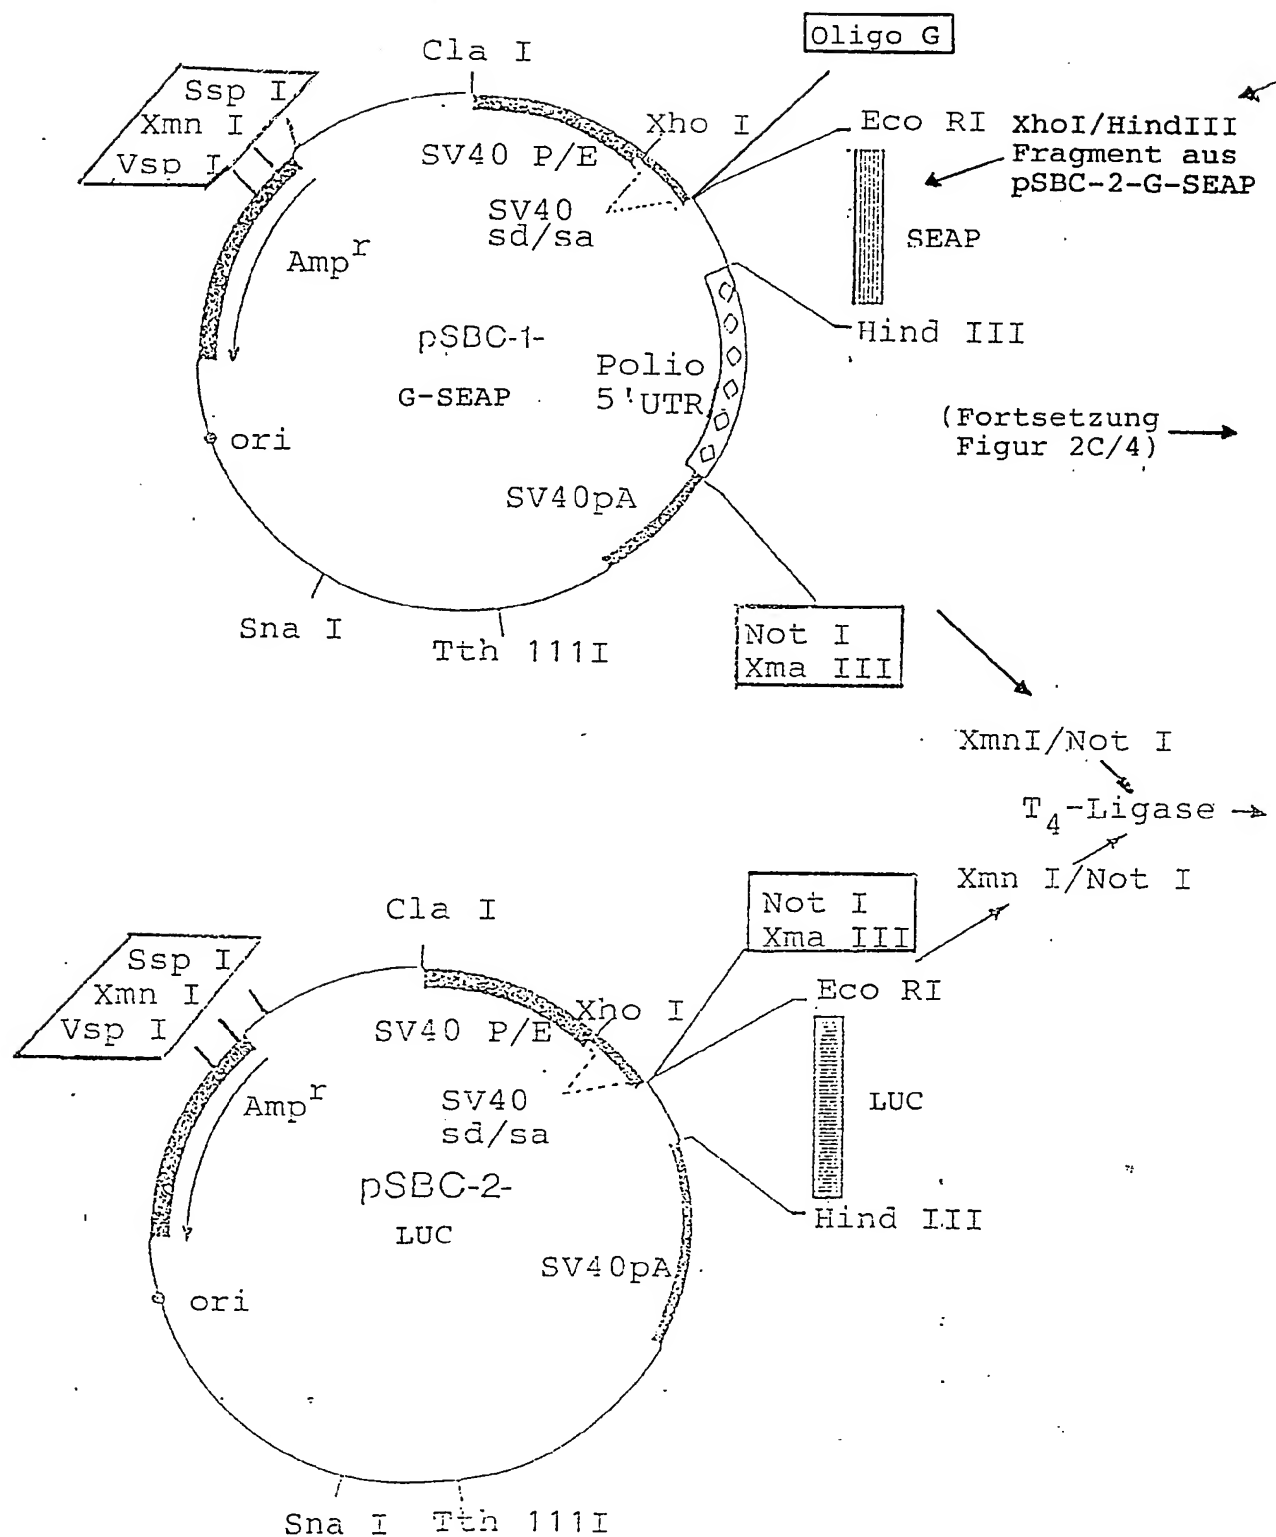 Oligo G
Cla I
Ssp I
Xmn I
Vsp I
Xho I
Eco RI
XhoI/HindIII
Fragment aus
pSBC-2-G-SEAP
SV40 P/E
SV40
sd/sa
SEAP
Amp^r
Hind III
pSBC-1-
G-SEAP
Polio
5'UTR
(Fortsetzung
Figur 2C/4)
ori
SV40pA
Sna I
Tth 111I
Not I
Xma III
XmnI/Not I
T4-Ligase
Xmn I/Not I
Not I
Xma III
Cla I
Ssp I
Xmn I
Vsp I
Xho I
Eco RI
SV40 P/E
SV40
sd/sa
LUC
Amp^r
pSBC-2-
LUC
Hind III
SV40pA
ori
Sna I
Tth 111I